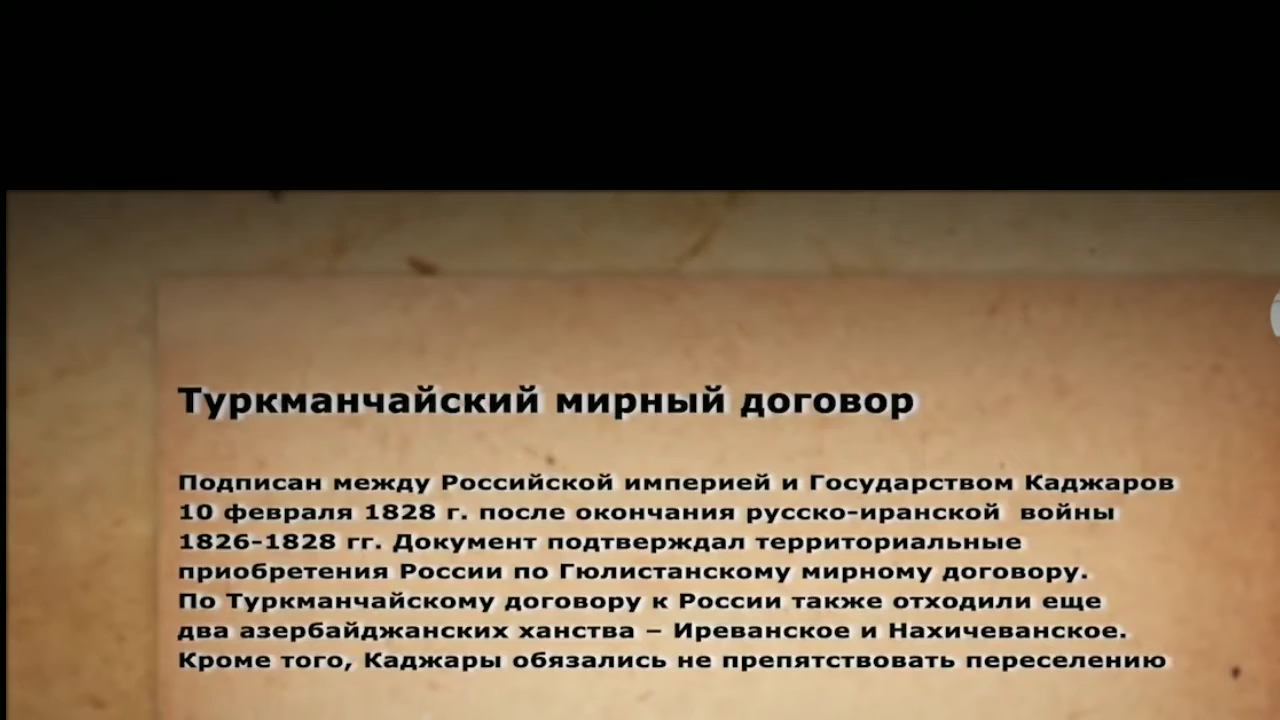 Туркманчайский мирный договор
Подписан между Российской империей и Государством Каджаров
10 февраля 1828 г. после окончания русско-иранской  войны
1826-1828 гг. Документ подтверждал территориальные
приобретения России по Гюлистанскому мирному договору.
По Туркманчайскому договору к России также отходили еще
два азербайджанских ханства – Иреванское и Нахичеванское.
Кроме того, Каджары обязались не препятствовать переселению